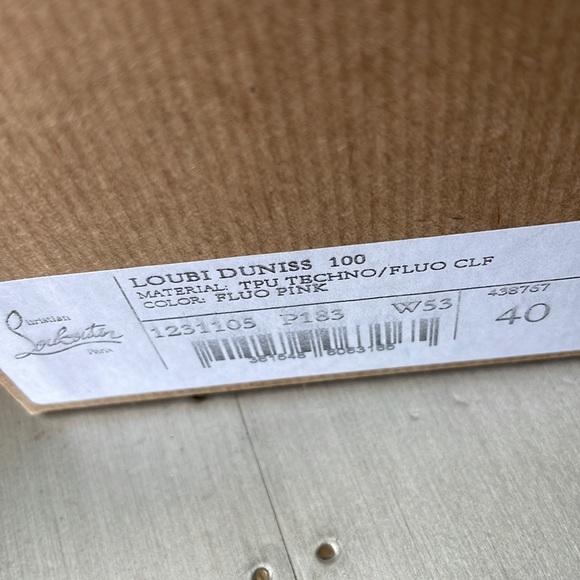 LOUBI DUNISS 100
MATERIAL: TPU TECHNO/FLUO CLF
COLOR: FLUO PINK
Christian
Louboutin
Paris
1231105 P183 W53
438767
40